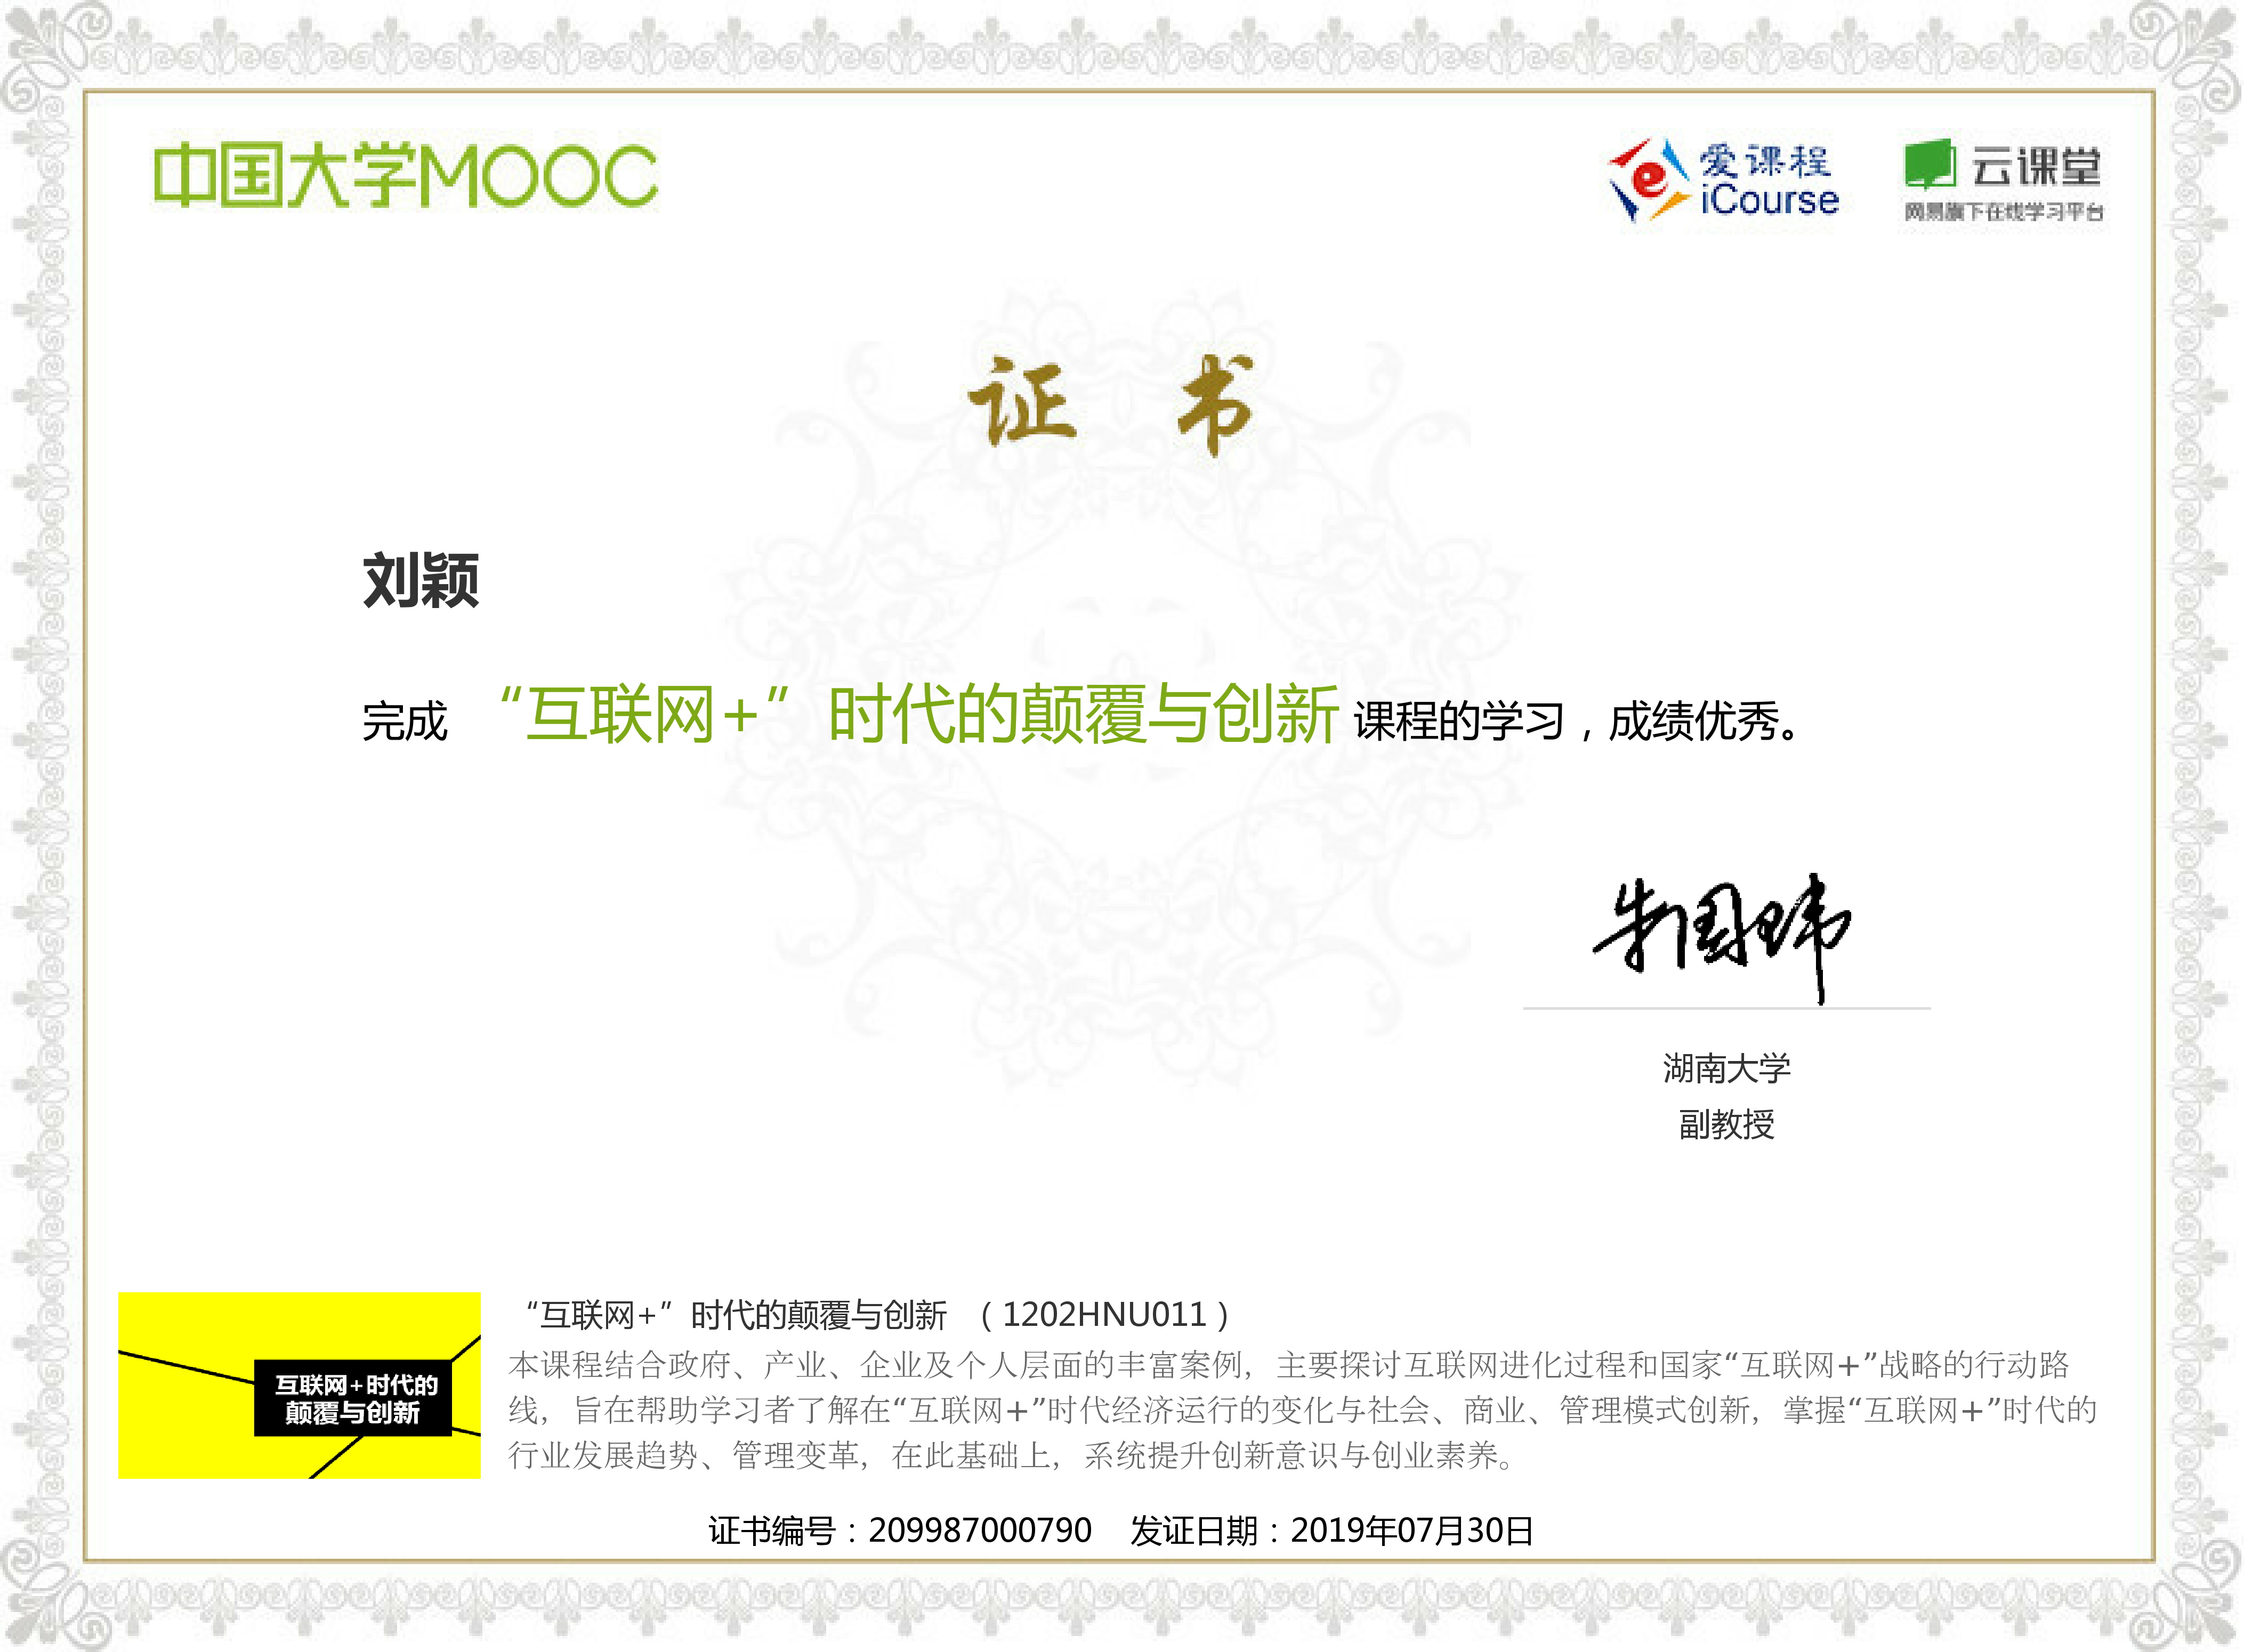 中国大学MOOC
爱课程
iCourse
云课堂
网易旗下在线学习平台
证 书
刘颖
完成 “互联网+”时代的颠覆与创新 课程的学习，成绩优秀。
朱国玮
湖南大学
副教授
互联网+时代的
颠覆与创新
“互联网+”时代的颠覆与创新 （1202HNU011）
本课程结合政府、产业、企业及个人层面的丰富案例，主要探讨互联网进化过程和国家“互联网+”战略的行动路
线，旨在帮助学习者了解在“互联网+”时代经济运行的变化与社会、商业、管理模式创新，掌握“互联网+”时代的
行业发展趋势、管理变革，在此基础上，系统提升创新意识与创业素养。
证书编号：209987000790 发证日期：2019年07月30日